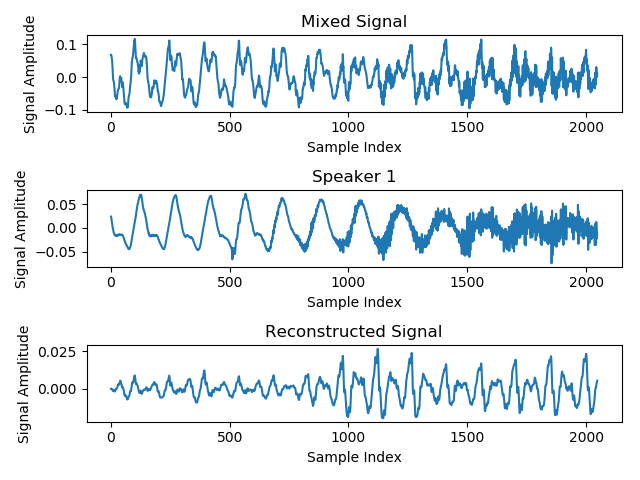 Mixed Signal
Signal Amplitude
0.1
0.0
−0.1
0 500 1000 1500 2000
Sample Index
Speaker 1
Signal Amplitude
0.05
0.00
−0.05
0 500 1000 1500 2000
Sample Index
Reconstructed Signal
Signal Amplitude
0.025
0.000
0 500 1000 1500 2000
Sample Index